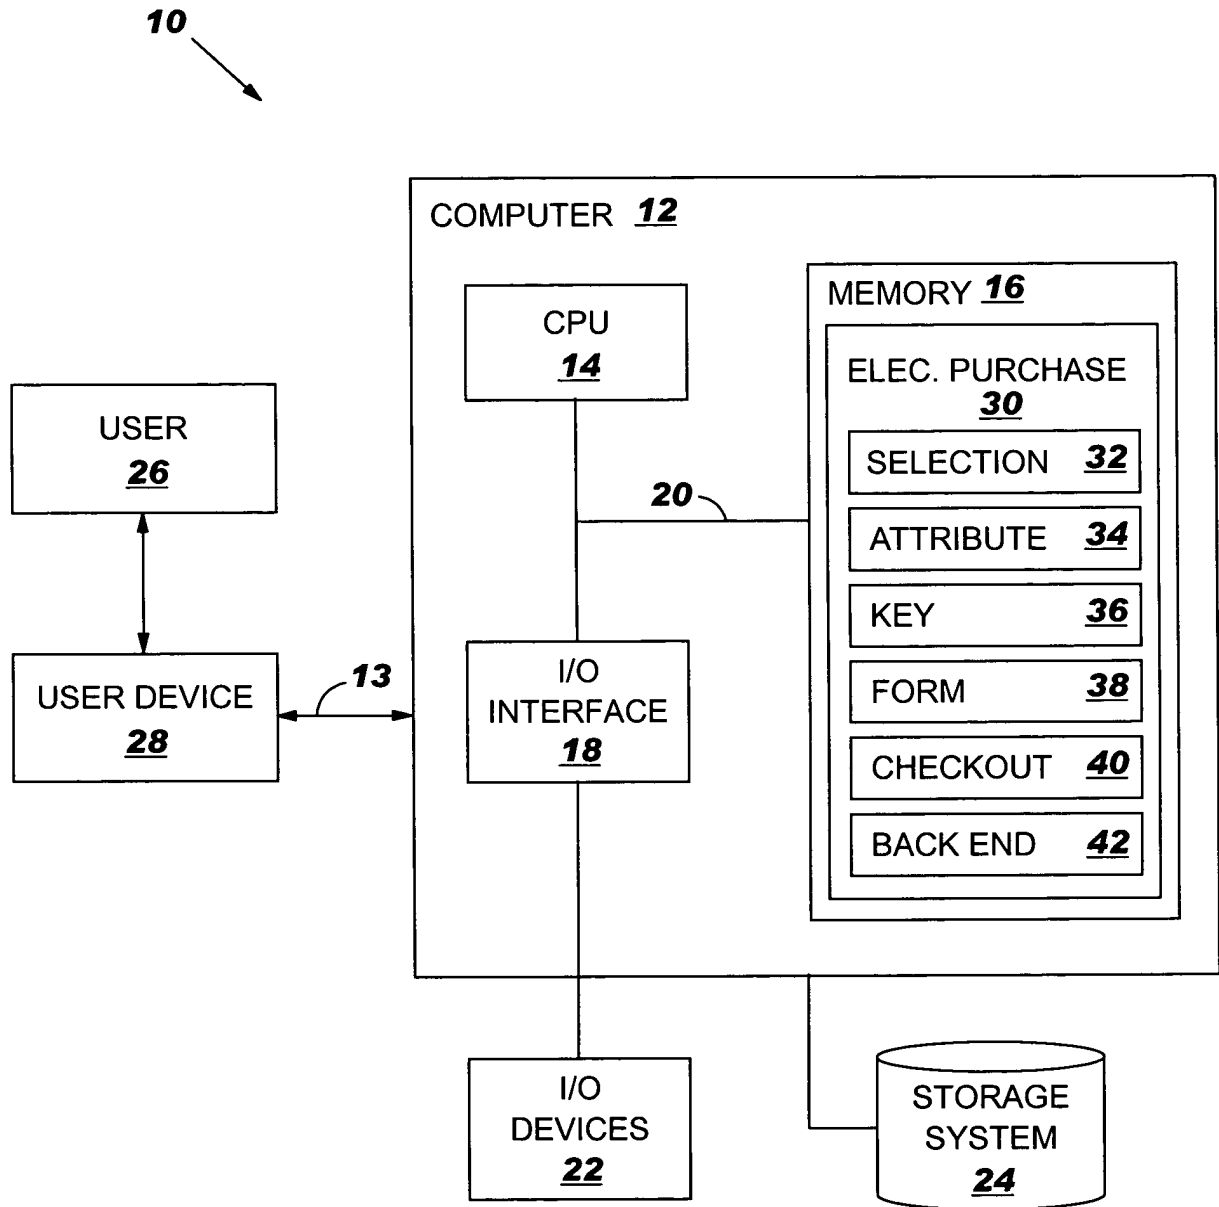 10
COMPUTER 12
CPU
14
MEMORY 16
ELEC. PURCHASE
30
SELECTION 32
ATTRIBUTE 34
KEY 36
FORM 38
CHECKOUT 40
BACK END 42
20
USER
26
USER DEVICE
28
13
I/O
INTERFACE
18
I/O
DEVICES
22
STORAGE
SYSTEM
24